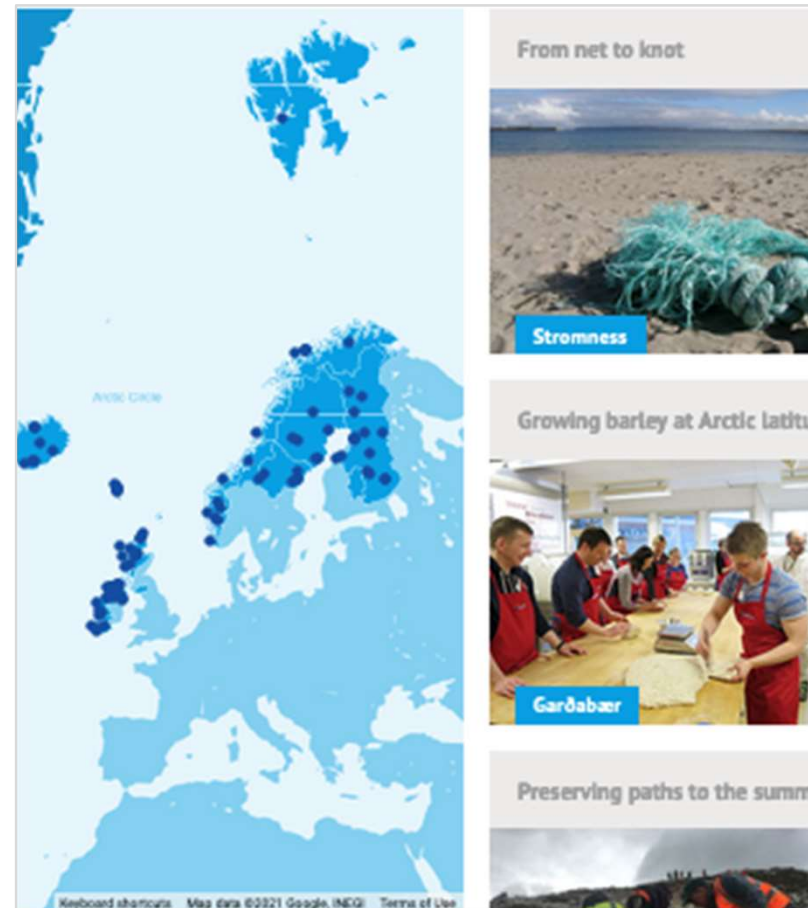 From net to knot
Stromness
Arctic Circle
Growing barley at Arctic latitu
Garðabær
Preserving paths to the summ
Keyboard shortcuts Map data ©2021 Google, INEGI Terms of Use